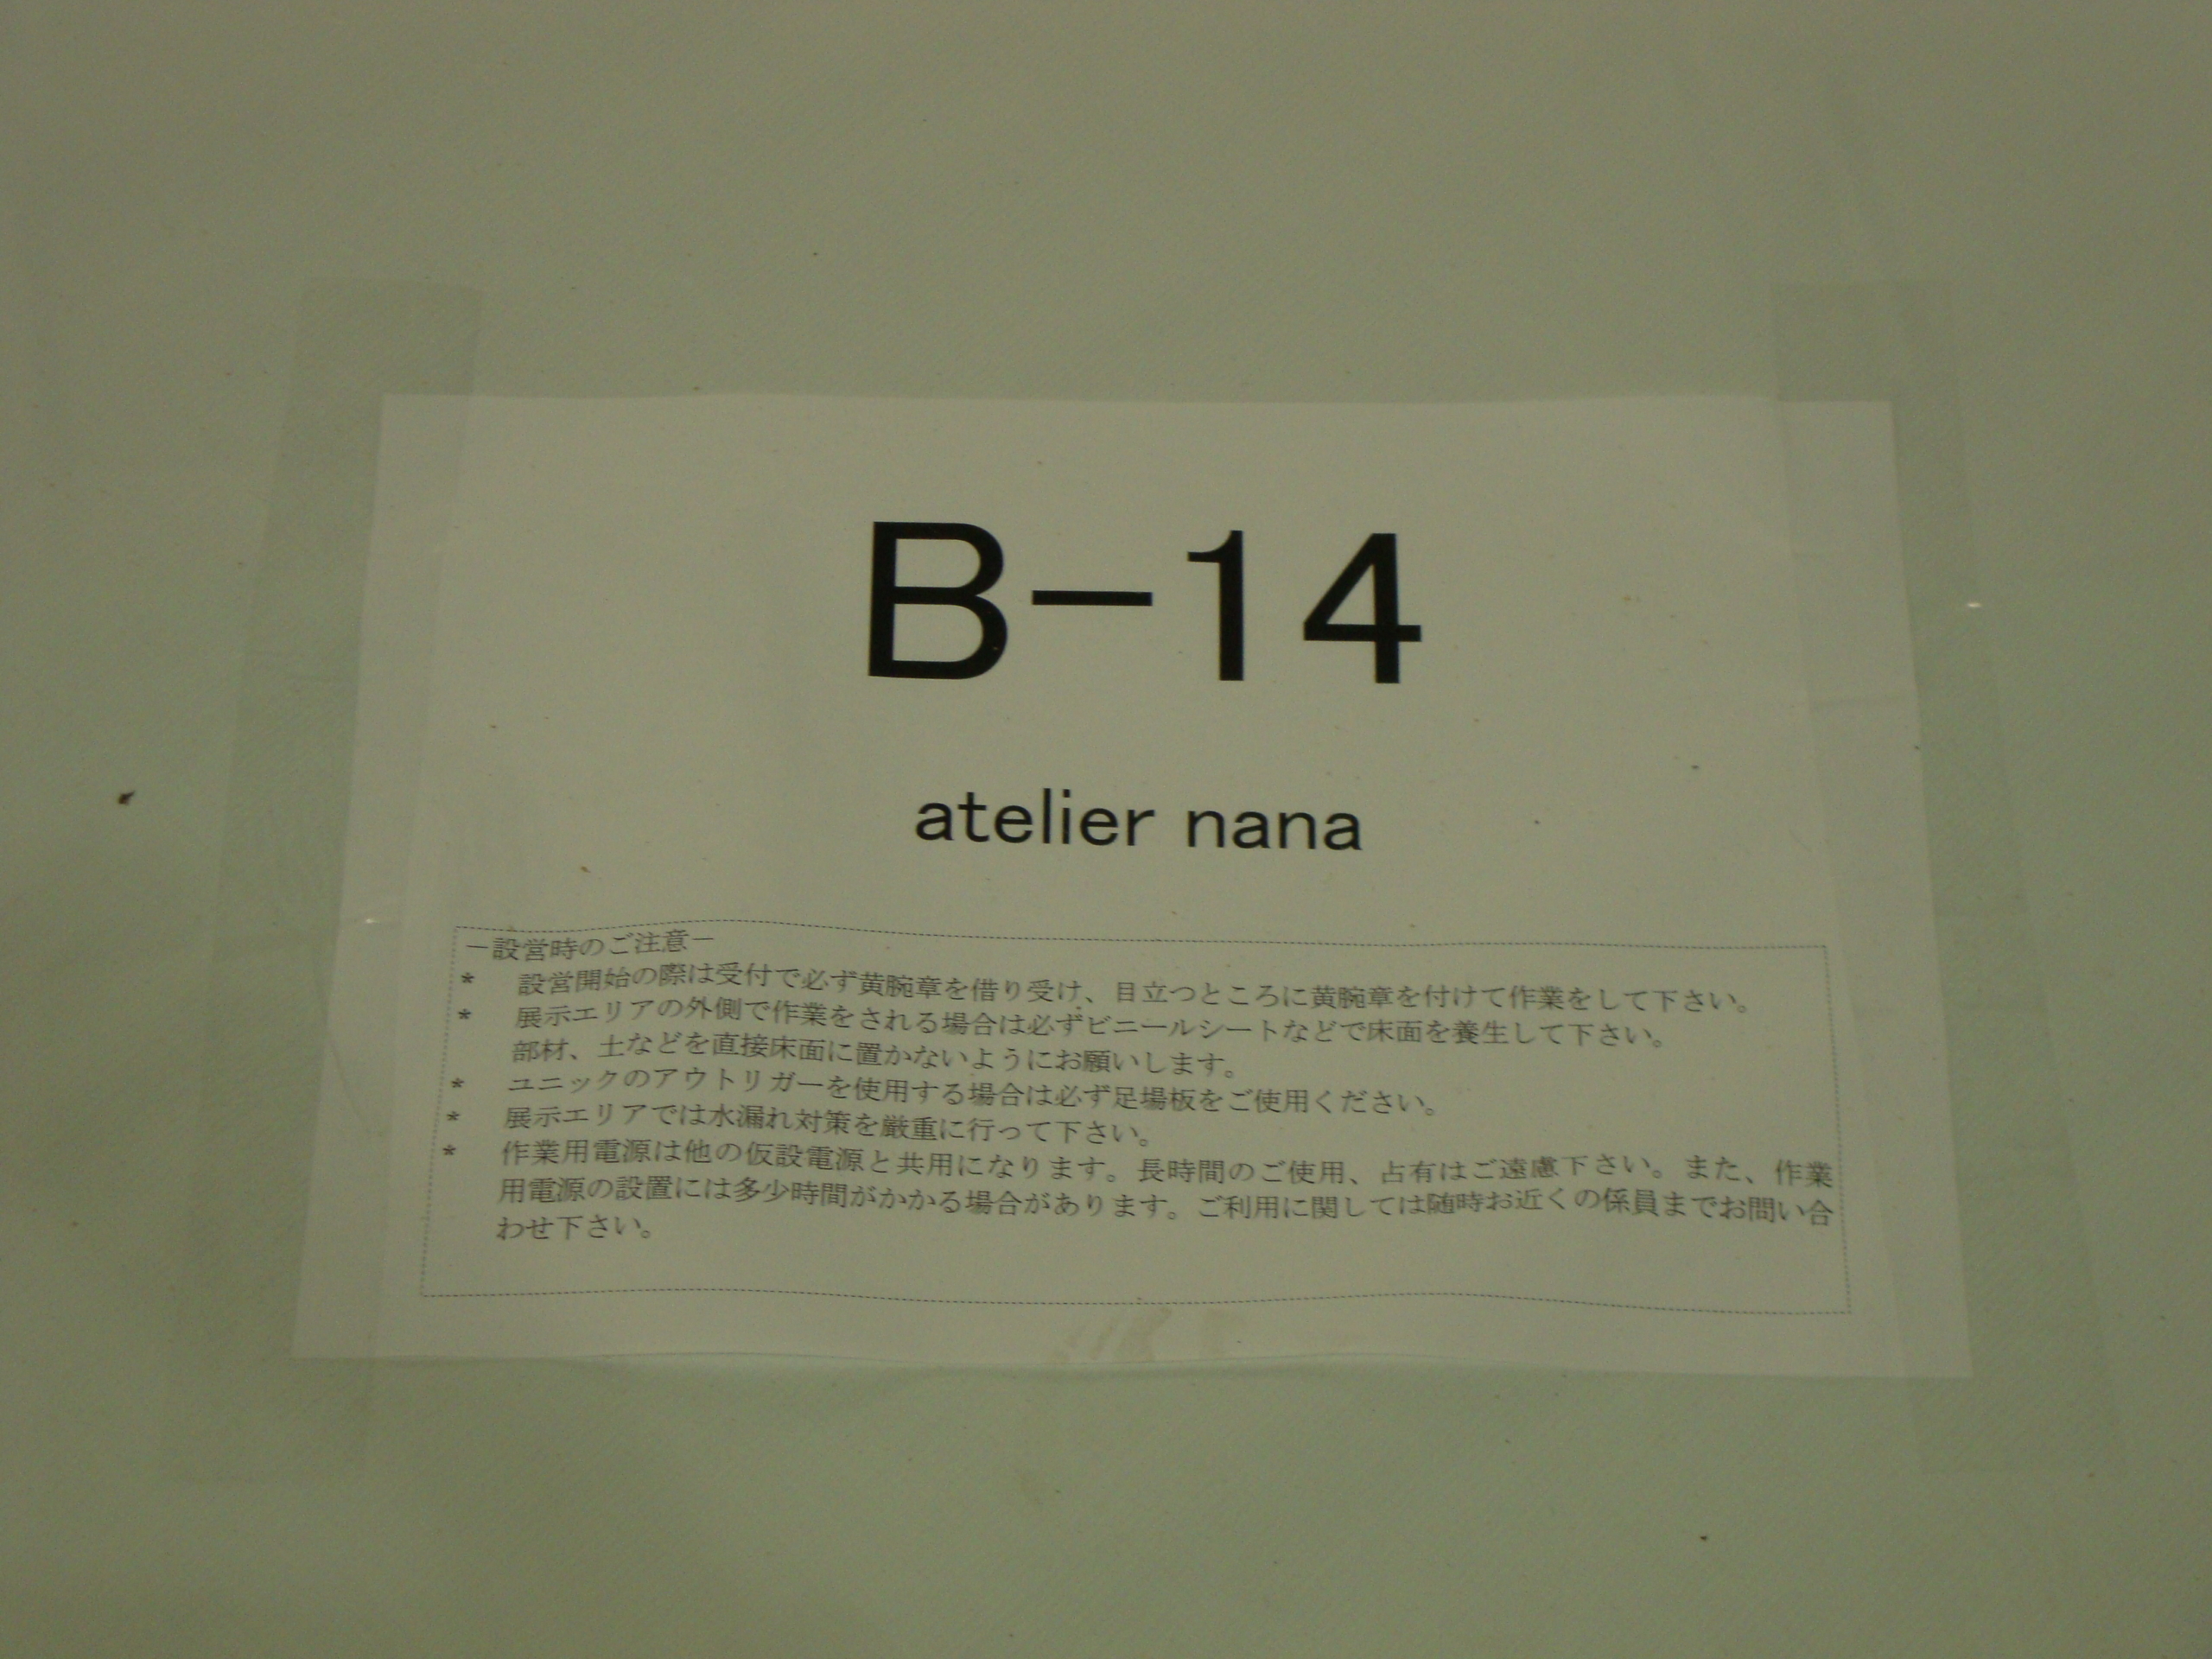 B－14
atelier nana
－設営時のご注意－
* 設営開始の際は受付で必ず黄腕章を借り受け、目立つところに黄腕章を付けて作業をして下さい。
* 展示エリアの外側で作業をされる場合は必ずビニールシートなどで床面を養生して下さい。
部材、土などを直接床面に置かないようにお願いします。
* ユニックのアウトリガーを使用する場合は必ず足場板をご使用ください。
* 展示エリアでは水漏れ対策を厳重に行って下さい。
* 作業用電源は他の仮設電源と共用になります。長時間のご使用、占有はご遠慮下さい。また、作業
用電源の設置には多少時間がかかる場合があります。ご利用に関しては随時お近くの係員までお問い合
わせ下さい。